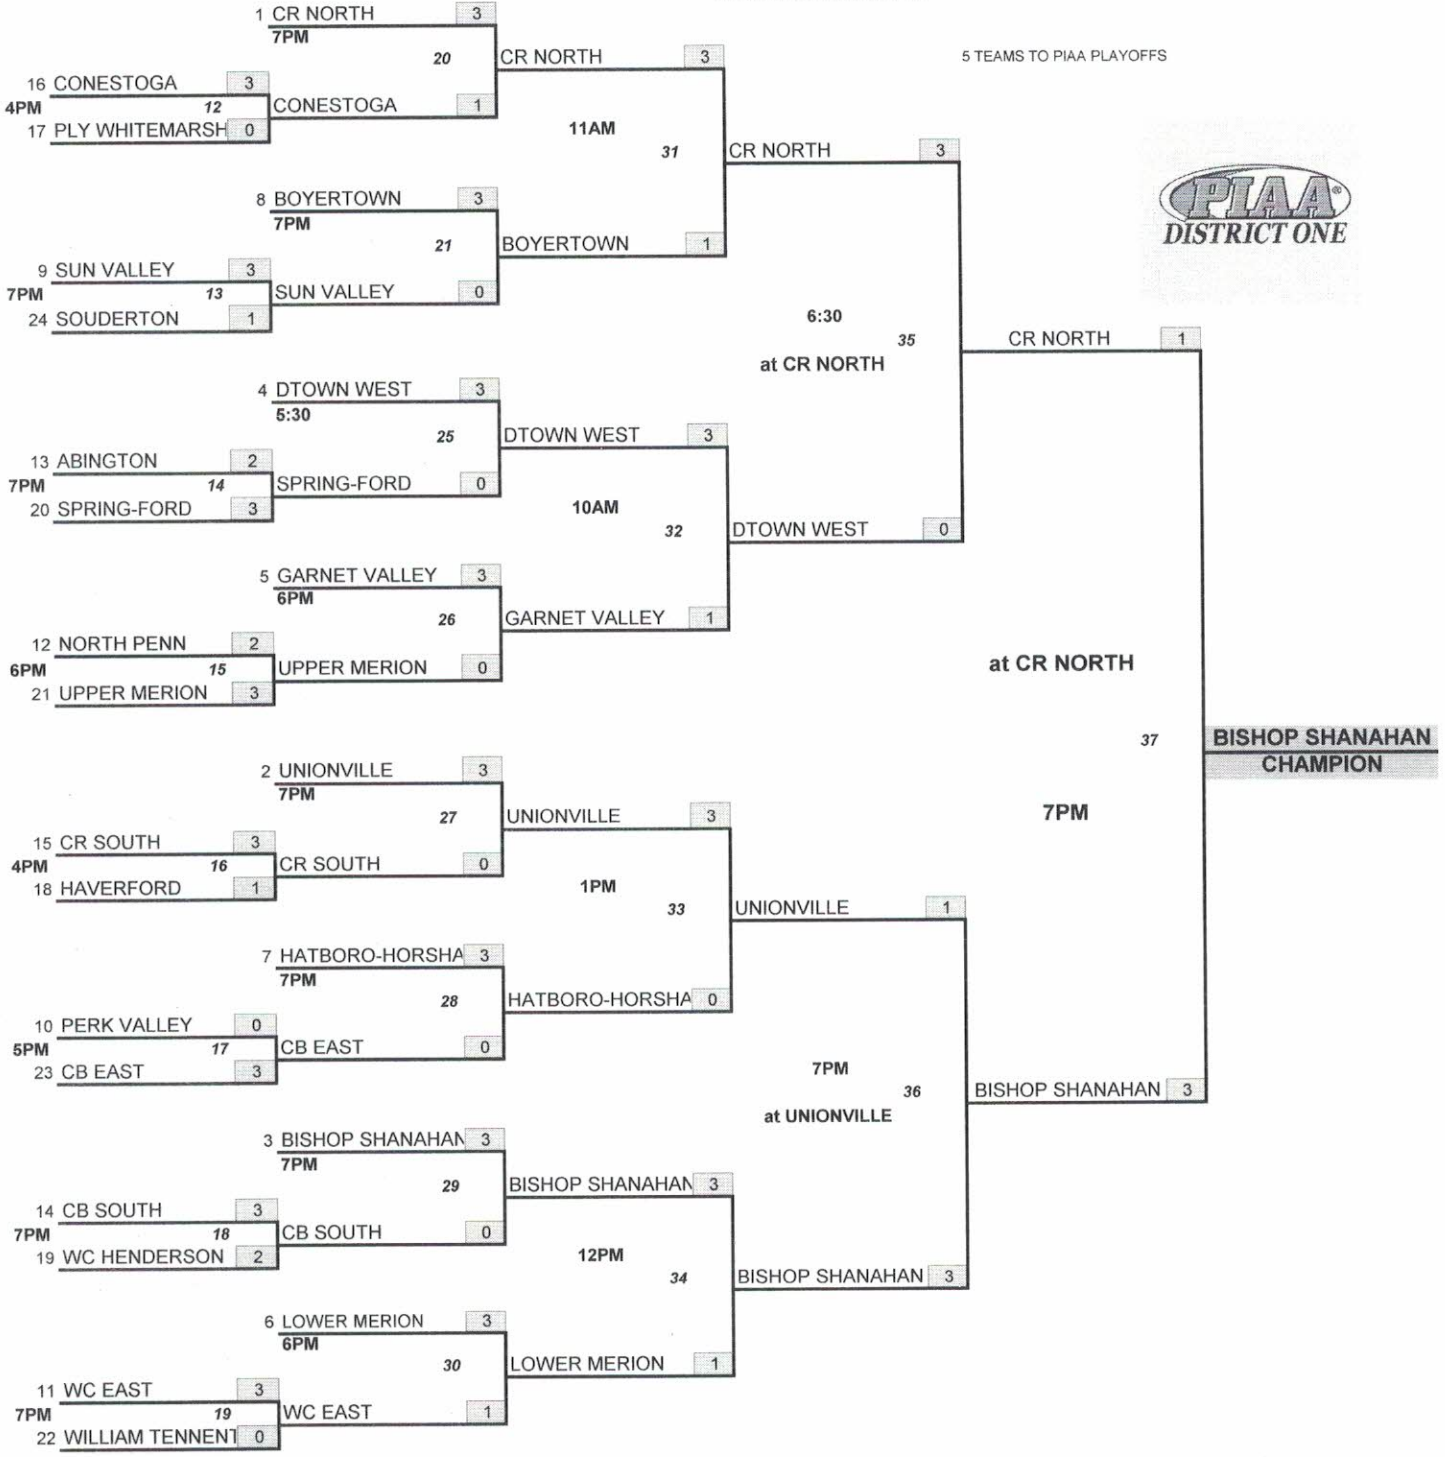 1 CR NORTH 3
7PM
20
CR NORTH 3
5 TEAMS TO PIAA PLAYOFFS
16 CONESTOGA 3
4PM 12
CONESTOGA 1
17 PLY WHITEMARSH 0
11AM
31
CR NORTH 3
PIAA®
DISTRICT ONE
8 BOYERTOWN 3
7PM
21
BOYERTOWN 1
9 SUN VALLEY 3
7PM 13
SUN VALLEY 0
24 SOUDERTON 1
6:30
35
at CR NORTH
CR NORTH 1
4 DTOWN WEST 3
5:30
25
DTOWN WEST 3
13 ABINGTON 2
7PM 14
SPRING-FORD 0
20 SPRING-FORD 3
10AM
32
DTOWN WEST 0
5 GARNET VALLEY 3
6PM
26
GARNET VALLEY 1
12 NORTH PENN 2
6PM 15
UPPER MERION 0
21 UPPER MERION 3
at CR NORTH
37
BISHOP SHANAHAN
CHAMPION
7PM
2 UNIONVILLE 3
7PM
27
UNIONVILLE 3
15 CR SOUTH 3
4PM 16
CR SOUTH 0
18 HAVERFORD 1
1PM
33
UNIONVILLE 1
7 HATBORO-HORSHA 3
7PM
28
HATBORO-HORSHA 0
10 PERK VALLEY 0
5PM 17
CB EAST 0
23 CB EAST 3
7PM
36
at UNIONVILLE
BISHOP SHANAHAN 3
3 BISHOP SHANAHAN 3
7PM
29
BISHOP SHANAHAN 3
14 CB SOUTH 3
7PM 18
CB SOUTH 0
19 WC HENDERSON 2
12PM
34
BISHOP SHANAHAN 3
6 LOWER MERION 3
6PM
30
LOWER MERION 1
11 WC EAST 3
7PM 19
WC EAST 1
22 WILLIAM TENNENT 0